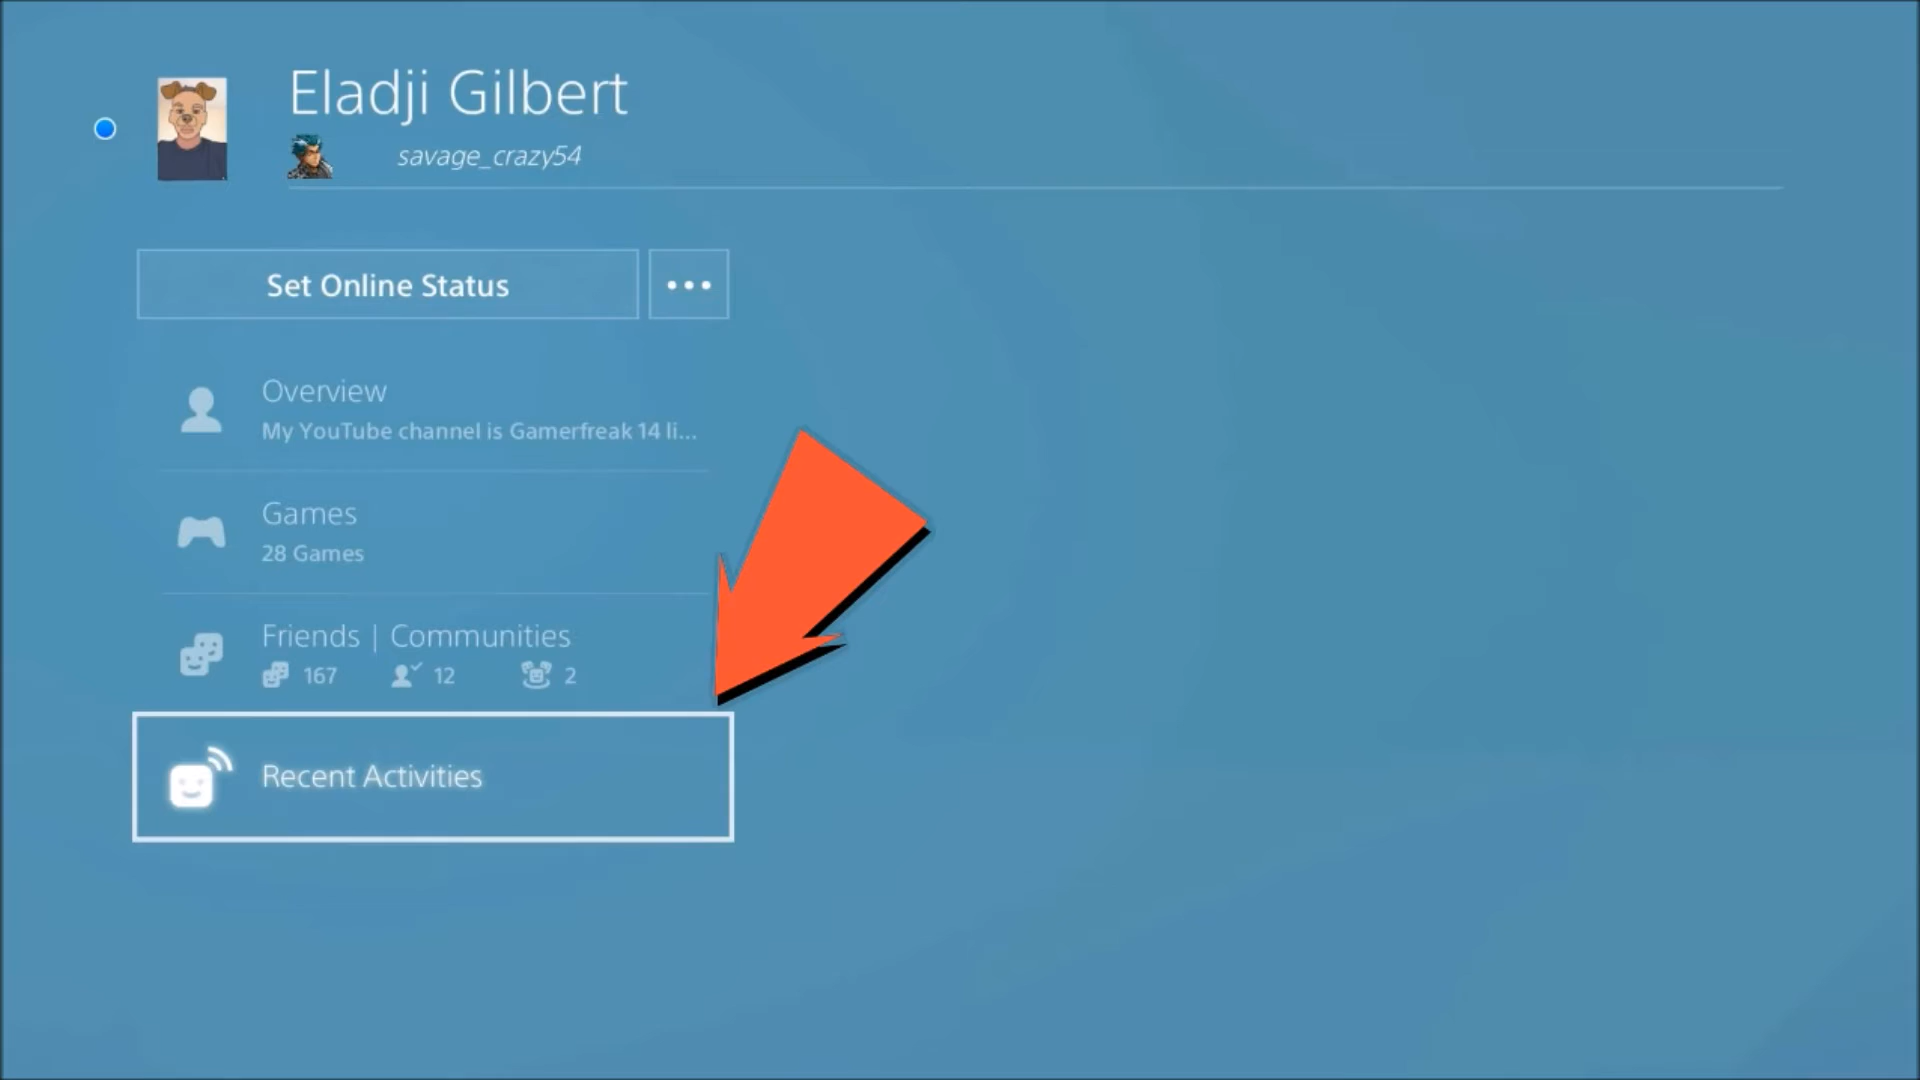 Eladji Gilbert
savage_crazy54
Set Online Status
Overview
My YouTube channel is Gamerfreak 14 li...
Games
28 Games
Friends | Communities
167 12 2
Recent Activities